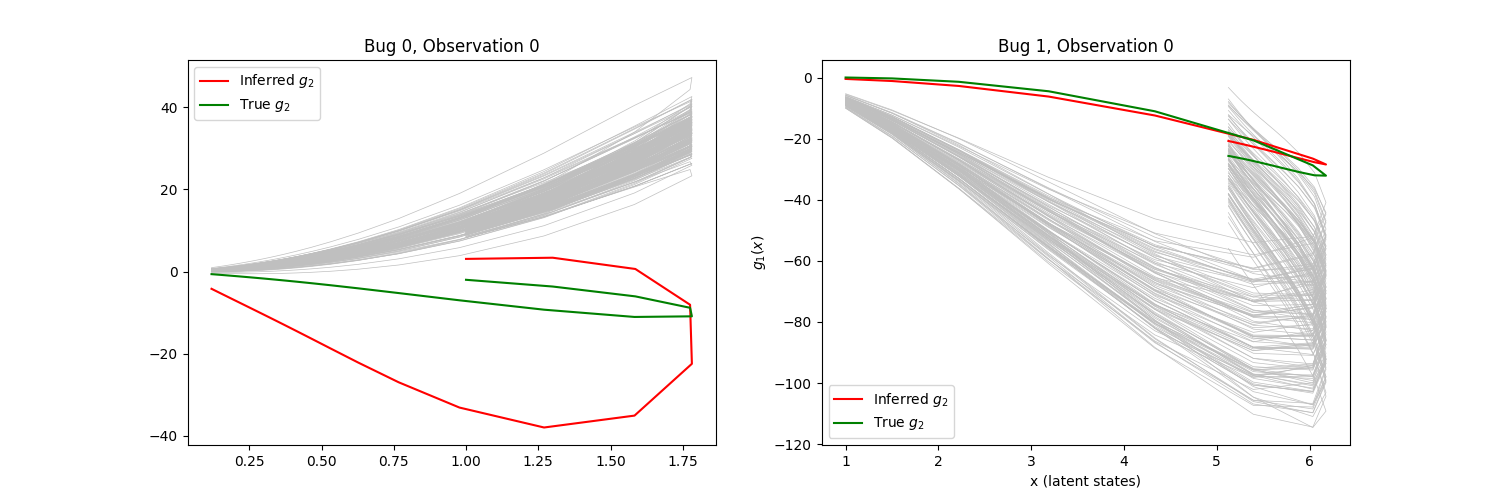 Bug 0, Observation 0
Inferred g₂
True g₂
40
20
0
−20
−40
0.25 0.50 0.75 1.00 1.25 1.50 1.75
Bug 1, Observation 0
0
−20
−40
−60
−80
−100
−120
g₁(x)
Inferred g₂
True g₂
1 2 3 4 5 6
x (latent states)